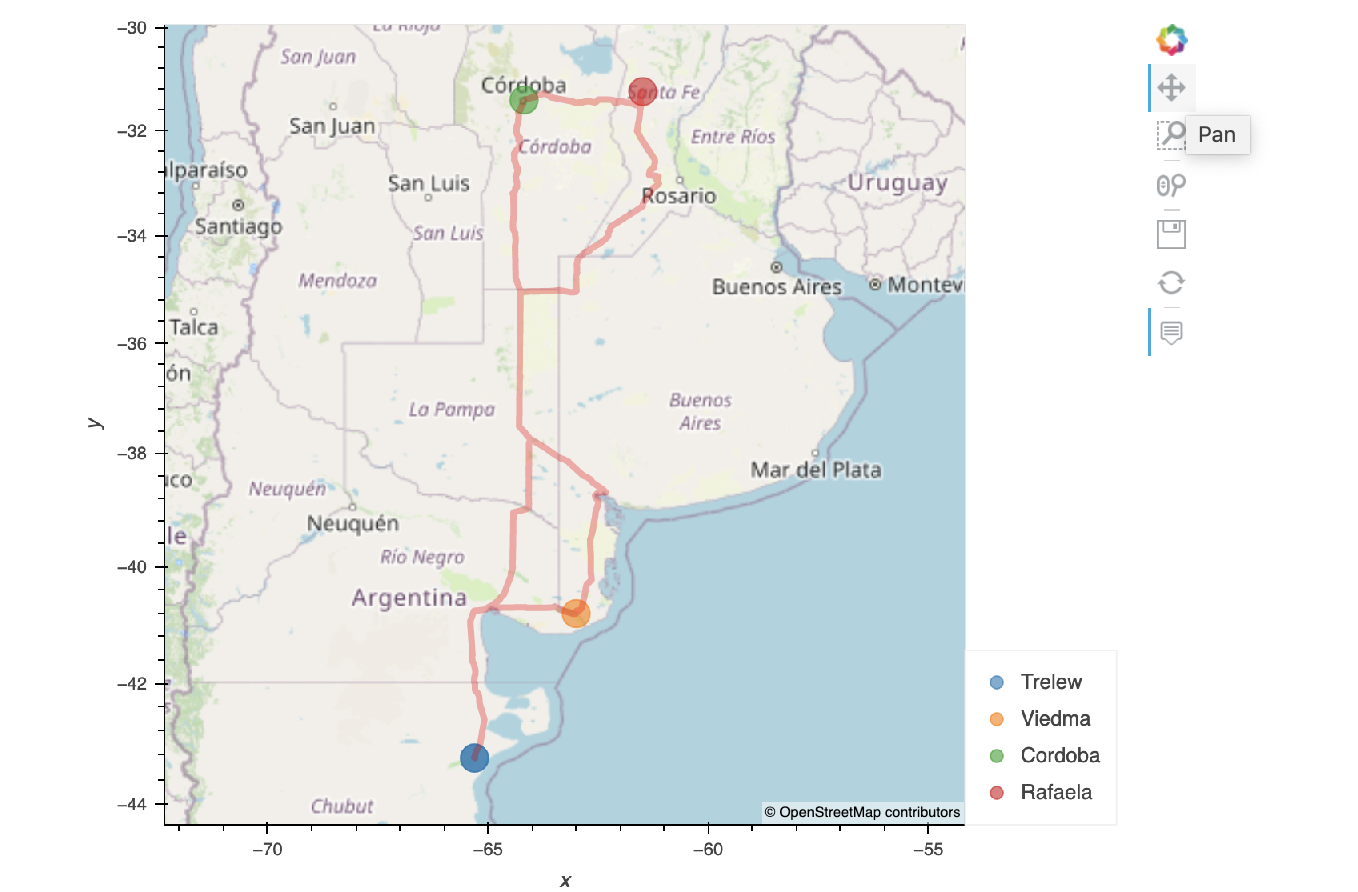 −30
−32
−34
−36
−38
−40
−42
−44
y
La Rioja
San Juan
Córdoba
Santa Fe
San Juan
Córdoba
Entre Ríos
lparaíso
San Luis
Rosario
Uruguay
Santiago
San Luis
Mendoza
Buenos Aires
Montev
Talca
ón
La Pampa
Buenos
Aires
Mar del Plata
uco
Neuquén
Neuquén
le
Río Negro
Argentina
Chubut
© OpenStreetMap contributors
−70
−65
−60
−55
x
Trelew
Viedma
Cordoba
Rafaela
Pan